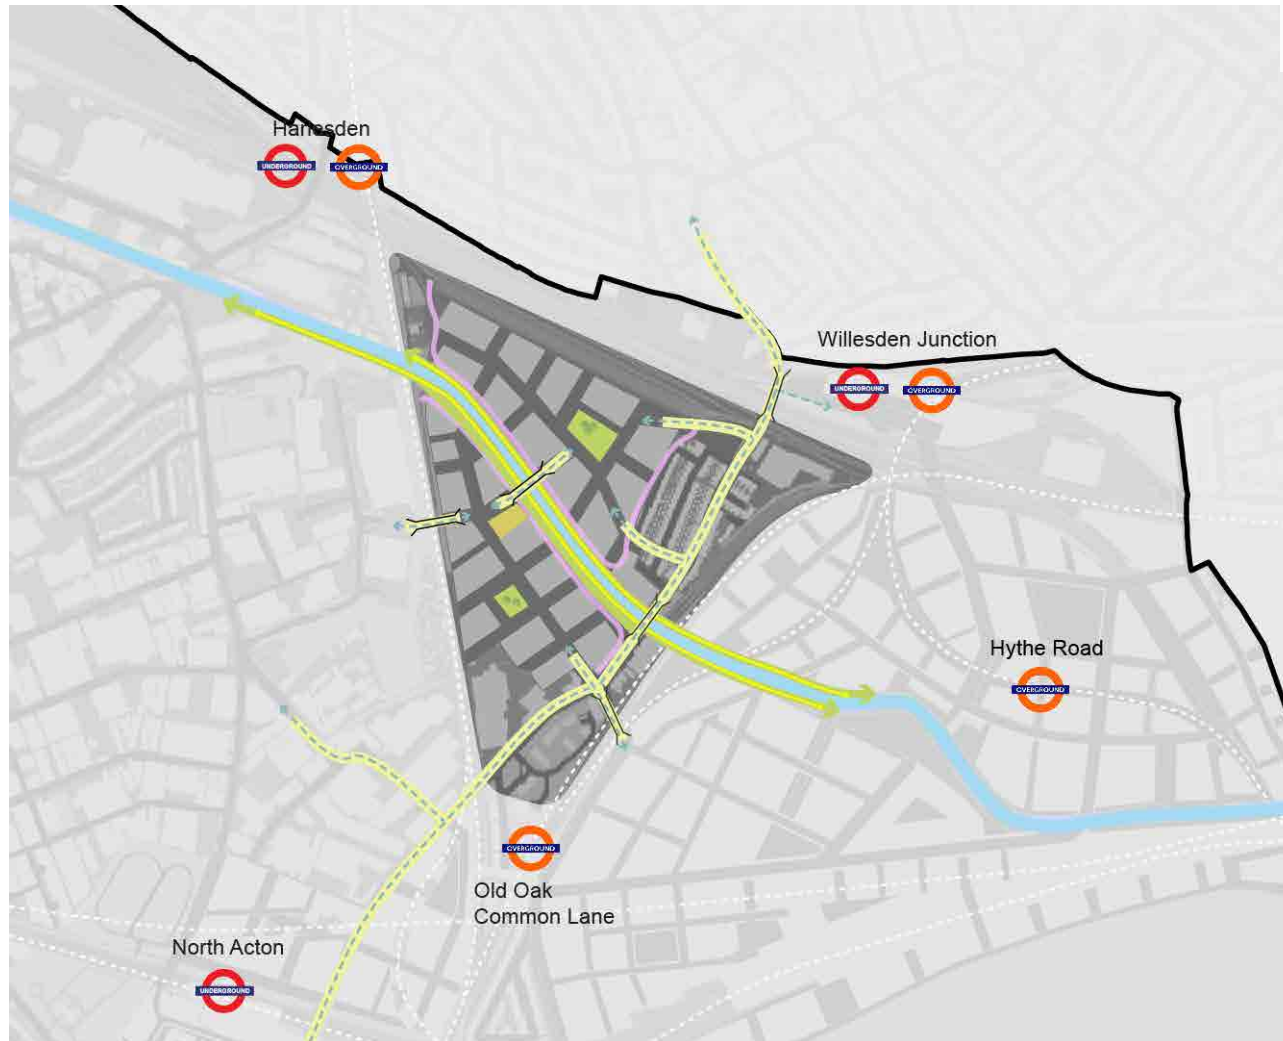 Harlesden
UNDERGROUND
OVERGROUND
Willesden Junction
UNDERGROUND
OVERGROUND
Hythe Road
OVERGROUND
OVERGROUND
Old Oak
Common Lane
North Acton
UNDERGROUND